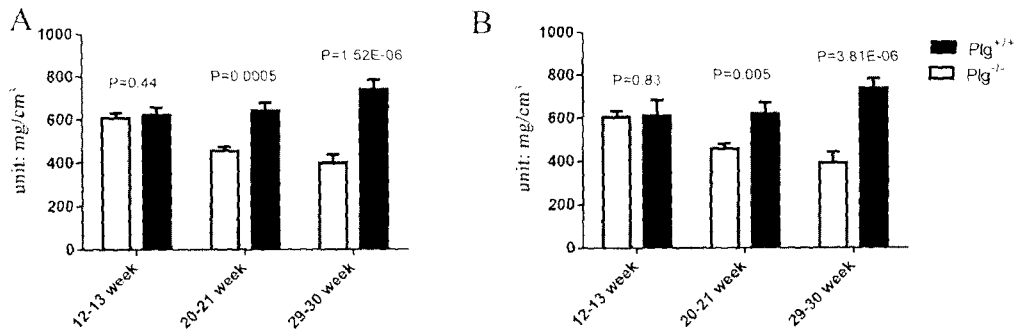 A
1000
800
600
400
200
0
unit: mg/cm³
P=0.44
P=0.0005
P=1.52E-06
12-13 week
20-21 week
29-30 week
B
1000
800
600
400
200
0
unit: mg/cm³
P=0.83
P=0.005
P=3.81E-06
12-13 week
20-21 week
29-30 week
Plg+/+
Plg-/-